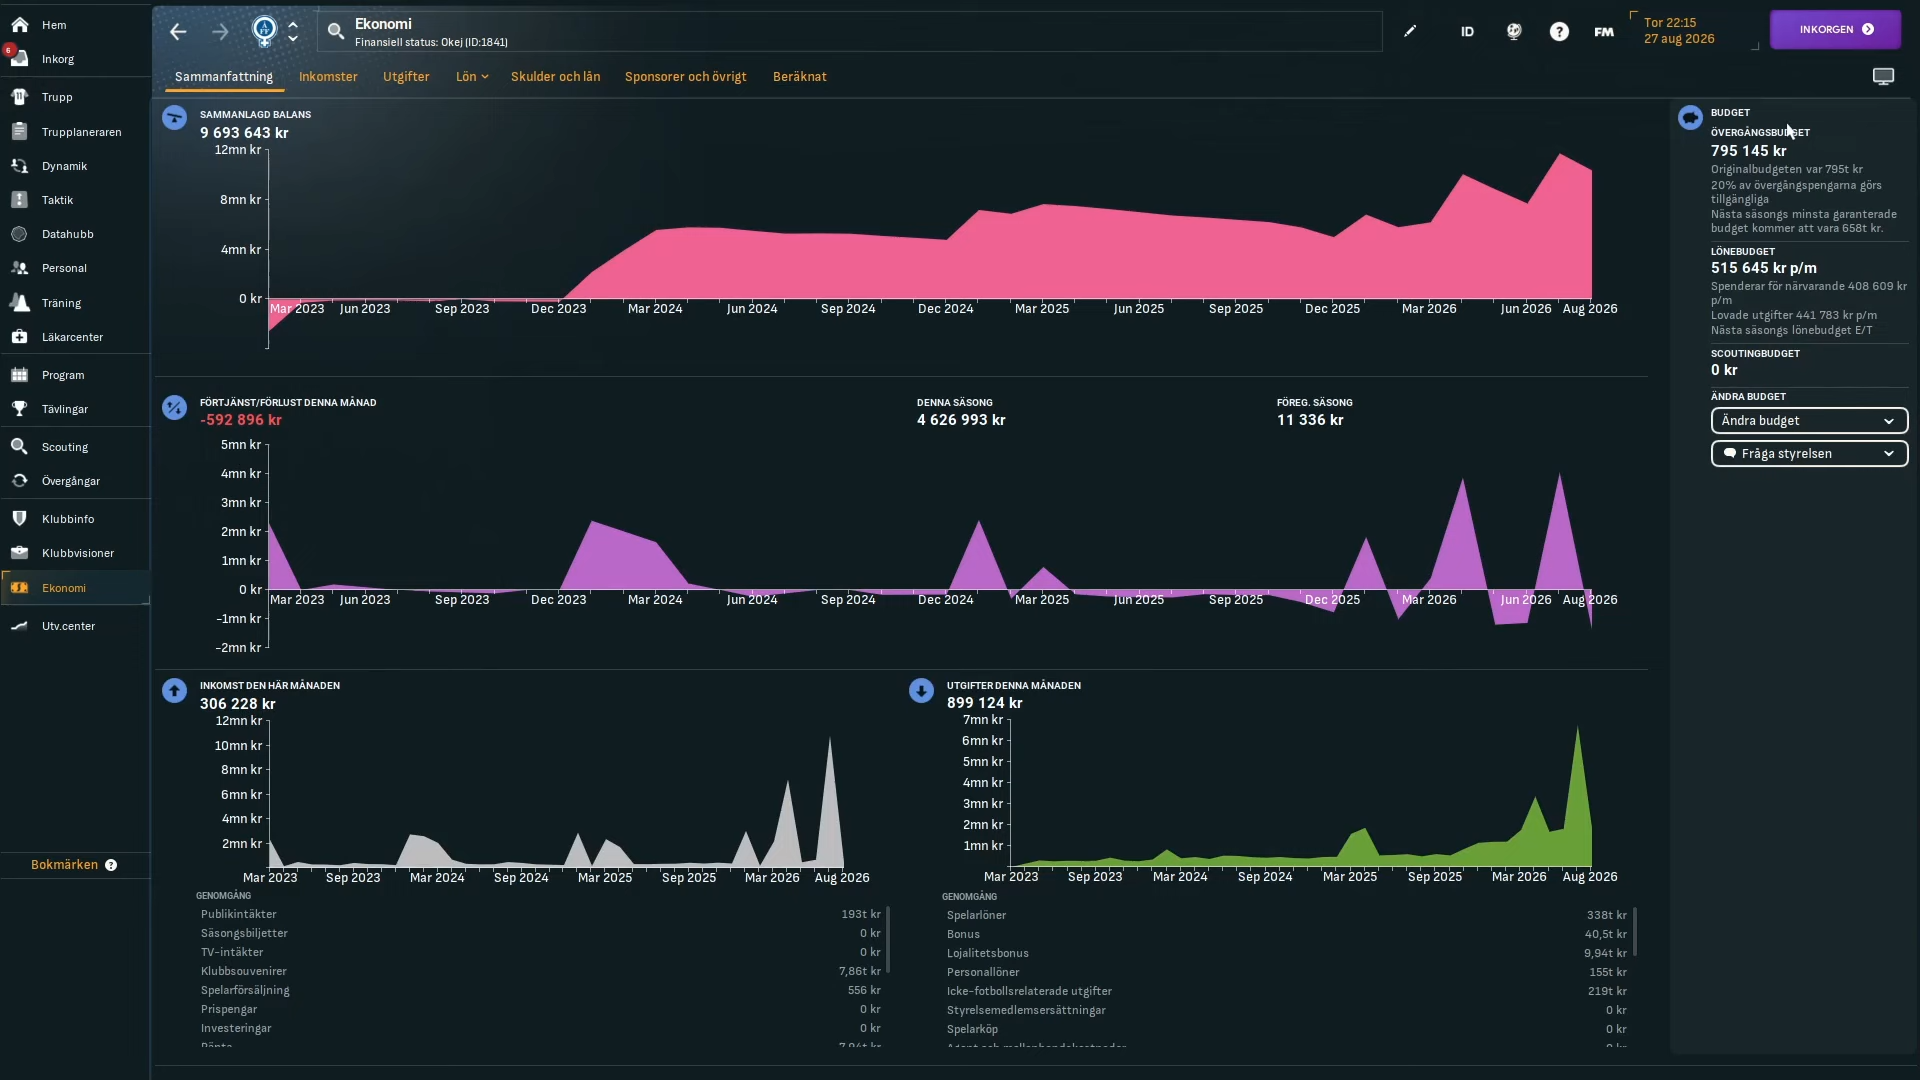 Hem
6
Inkorg
Trupp
Trupplaneraren
Dynamik
Taktik
Datahubb
Personal
Träning
Läkarcenter
Program
Tävlingar
Scouting
Övergångar
Klubbinfo
Klubbvisioner
Ekonomi
Utv.center
Bokmärken ?
Ekonomi
Finansiell status: Okej (ID:1841)
ID
?
FM
Tor 22:15
27 aug 2026
INKORGEN
Sammanfattning
Inkomster
Utgifter
Lön
Skulder och lån
Sponsorer och övrigt
Beräknat
SAMMANLAGD BALANS
9 693 643 kr
12mn kr
8mn kr
4mn kr
0 kr
Mar 2023 Jun 2023 Sep 2023 Dec 2023 Mar 2024 Jun 2024 Sep 2024 Dec 2024 Mar 2025 Jun 2025 Sep 2025 Dec 2025 Mar 2026 Jun 2026 Aug 2026
FÖRTJÄNST/FÖRLUST DENNA MÅNAD
-592 896 kr
DENNA SÄSONG
4 626 993 kr
FÖREG. SÄSONG
11 336 kr
5mn kr
4mn kr
3mn kr
2mn kr
1mn kr
0 kr
-1mn kr
-2mn kr
Mar 2023 Jun 2023 Sep 2023 Dec 2023 Mar 2024 Jun 2024 Sep 2024 Dec 2024 Mar 2025 Jun 2025 Sep 2025 Dec 2025 Mar 2026 Jun 2026 Aug 2026
INKOMST DEN HÄR MÅNADEN
306 228 kr
12mn kr
10mn kr
8mn kr
6mn kr
4mn kr
2mn kr
Mar 2023 Sep 2023 Mar 2024 Sep 2024 Mar 2025 Sep 2025 Mar 2026 Aug 2026
GENOMGÅNG
Publikintäkter 193t kr
Säsongsbiljetter 0 kr
TV-intäkter 0 kr
Klubbsouvenirer 7,86t kr
Spelarförsäljning 556 kr
Prispengar 0 kr
Investeringar 0 kr
Ränta 7,94t kr
UTGIFTER DENNA MÅNADEN
899 124 kr
7mn kr
6mn kr
5mn kr
4mn kr
3mn kr
2mn kr
1mn kr
Mar 2023 Sep 2023 Mar 2024 Sep 2024 Mar 2025 Sep 2025 Mar 2026 Aug 2026
GENOMGÅNG
Spelarlöner 338t kr
Bonus 40,5t kr
Lojalitetsbonus 9,94t kr
Personallöner 155t kr
Icke-fotbollsrelaterade utgifter 219t kr
Styrelsemedlemsersättningar 0 kr
Spelarköp 0 kr
BUDGET
ÖVERGÅNGSBUDGET
795 145 kr
Originalbudgeten var 795t kr
20% av övergångspengarna görs
tillgängliga
Nästa säsongs minsta garanterade
budget kommer att vara 658t kr.
LÖNEBUDGET
515 645 kr p/m
Spenderar för närvarande 408 609 kr
p/m
Lovade utgifter 441 783 kr p/m
Nästa säsongs lönebudget E/T
SCOUTINGBUDGET
0 kr
ÄNDRA BUDGET
Ändra budget
Fråga styrelsen